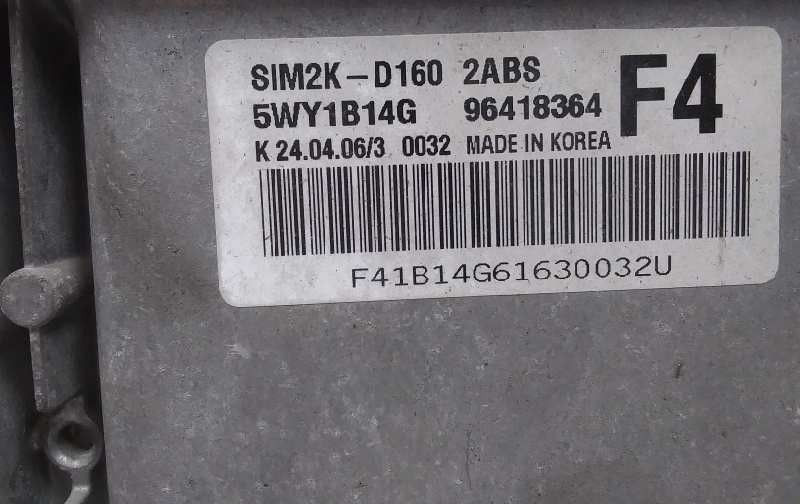 SIM2K-D160 2ABS
F4
5WY1B14G 96418364
K 24.04.06/3 0032 MADE IN KOREA
F41B14G61630032U